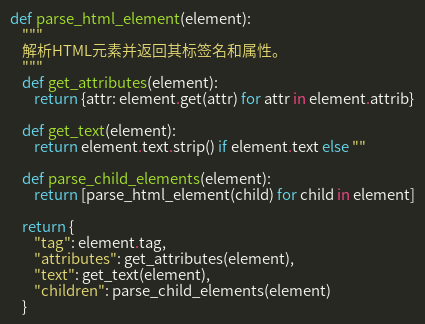 def parse_html_element(element):
    """
    解析HTML元素并返回其标签名和属性。
    """
    def get_attributes(element):
        return {attr: element.get(attr) for attr in element.attrib}

    def get_text(element):
        return element.text.strip() if element.text else ""

    def parse_child_elements(element):
        return [parse_html_element(child) for child in element]

    return {
        "tag": element.tag,
        "attributes": get_attributes(element),
        "text": get_text(element),
        "children": parse_child_elements(element)
    }